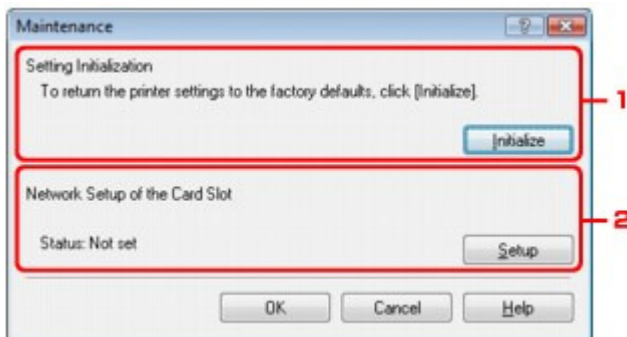 Maintenance
Setting Initialization
To return the printer settings to the factory defaults, click [Initialize].
1
Initialize
Network Setup of the Card Slot
2
Status: Not set
Setup
OK Cancel Help